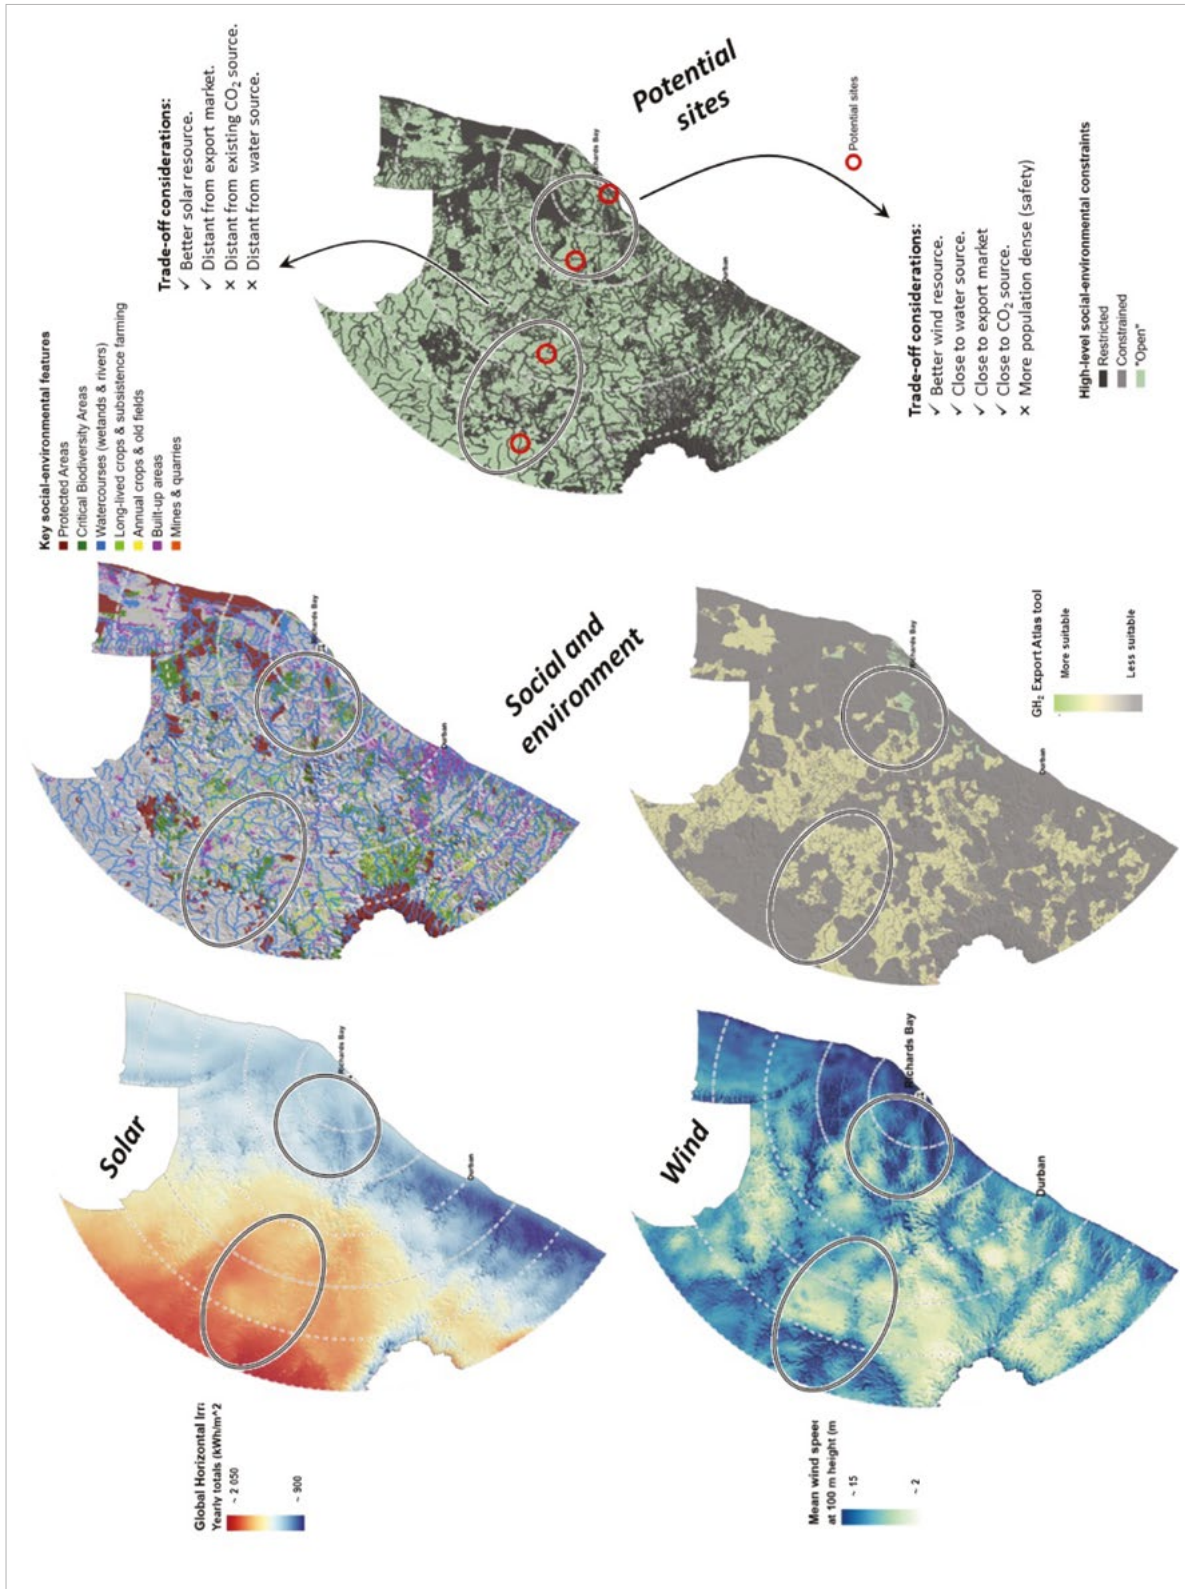 Solar
Global Horizontal Irr
Yearly totals (kWh/m^2
~ 2 050
~ 900
Richards Bay
Durban
Wind
Mean wind speed
at 100 m height (m
~ 15
~ 2
Richards Bay
Durban
Key social-environmental features
Protected Areas
Critical Biodiversity Areas
Watercourses (wetlands & rivers)
Long-lived crops & subsistence farming
Annual crops & old fields
Built-up areas
Mines & quarries
Richards Bay
Durban
Social and
environment
GH₂ Export Atlas tool
More suitable
Less suitable
Richards Bay
Durban
Trade-off considerations:
✓ Better solar resource.
✓ Distant from export market.
× Distant from existing CO₂ source.
× Distant from water source.
Potential
sites
Richards Bay
Durban
Potential sites
Trade-off considerations:
✓ Better wind resource.
✓ Close to water source.
✓ Close to export market
✓ Close to CO₂ source.
× More population dense (safety)
High-level social-environmental constraints
Restricted
Constrained
"Open"